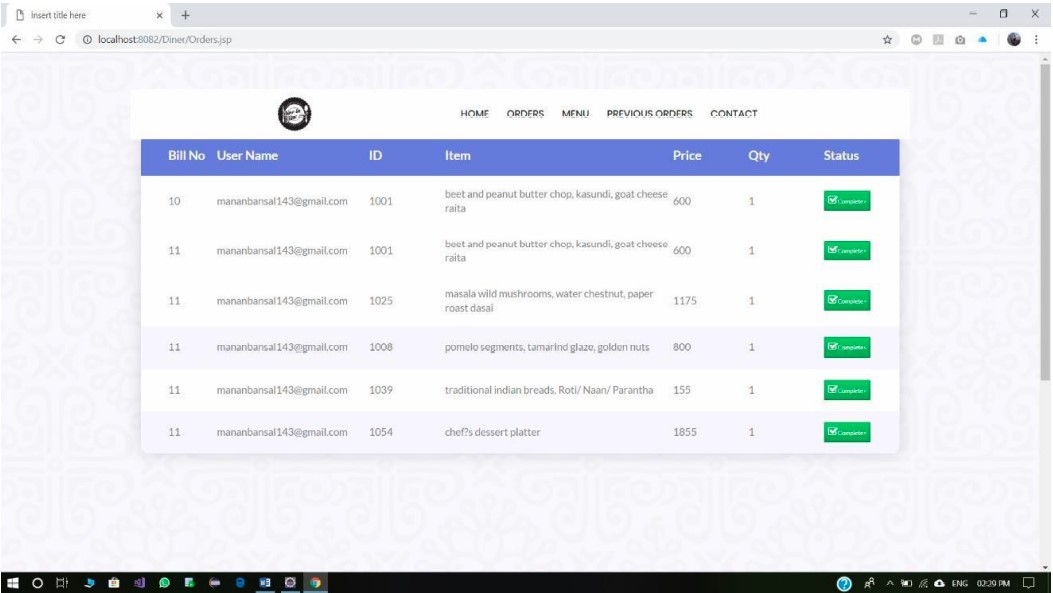 Insert title here
localhost:8082/Diner/Orders.jsp
HOME ORDERS MENU PREVIOUS ORDERS CONTACT
Bill No User Name ID Item Price Qty Status
10 mananbansal143@gmail.com 1001 beet and peanut butter chop, kasundi, goat cheese raita 600 1 Complete
11 mananbansal143@gmail.com 1001 beet and peanut butter chop, kasundi, goat cheese raita 600 1 Complete
11 mananbansal143@gmail.com 1025 masala wild mushrooms, water chestnut, paper roast dasai 1175 1 Complete
11 mananbansal143@gmail.com 1008 pomelo segments, tamarind glaze, golden nuts 800 1 Complete
11 mananbansal143@gmail.com 1039 traditional indian breads, Roti/ Naan/ Parantha 155 1 Complete
11 mananbansal143@gmail.com 1054 chef?s dessert platter 1855 1 Complete
ENG 02:29 PM